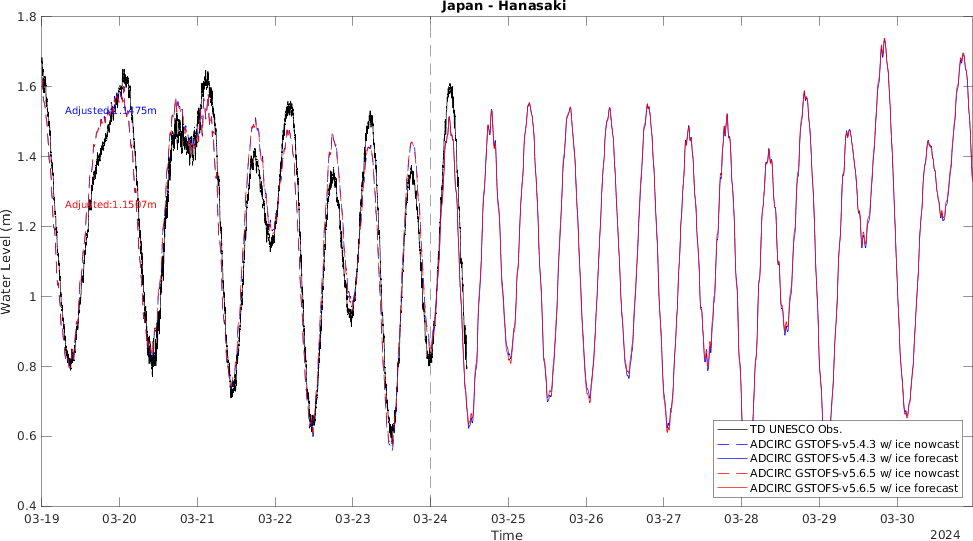 Japan - Hanasaki
1.8
1.6
1.4
1.2
1
0.8
0.6
0.4
Water Level (m)
Adjusted:1.1475m
Adjusted:1.1507m
TD UNESCO Obs.
ADCIRC GSTOFS-v5.4.3 w/ ice nowcast
ADCIRC GSTOFS-v5.4.3 w/ ice forecast
ADCIRC GSTOFS-v5.6.5 w/ ice nowcast
ADCIRC GSTOFS-v5.6.5 w/ ice forecast
03-19 03-20 03-21 03-22 03-23 03-24 03-25 03-26 03-27 03-28 03-29 03-30
Time
2024